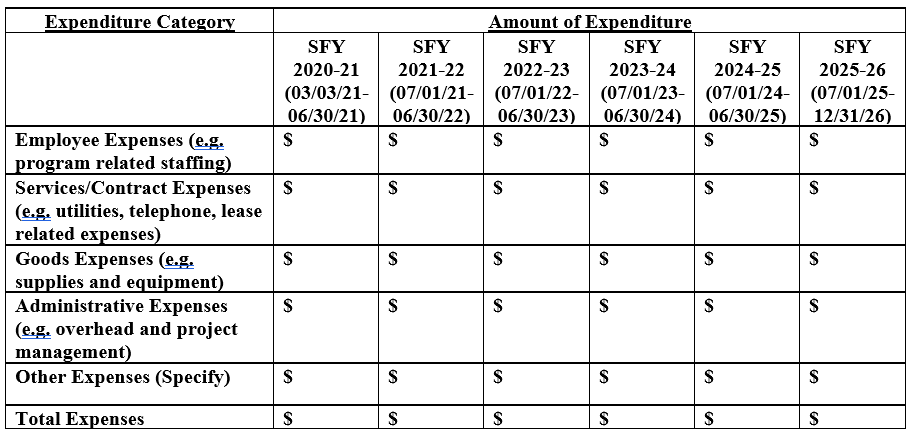 Expenditure Category Amount of Expenditure
SFY SFY SFY SFY SFY SFY
2020-21 2021-22 2022-23 2023-24 2024-25 2025-26
(03/03/21- (07/01/21- (07/01/22- (07/01/23- (07/01/24- (07/01/25-
06/30/21) 06/30/22) 06/30/23) 06/30/24) 06/30/25) 12/31/26)
Employee Expenses (e.g. $ $ $ $ $ $
program related staffing)
Services/Contract Expenses $ $ $ $ $ $
(e.g. utilities, telephone, lease
related expenses)
Goods Expenses (e.g. $ $ $ $ $ $
supplies and equipment)
Administrative Expenses $ $ $ $ $ $
(e.g. overhead and project
management)
Other Expenses (Specify) $ $ $ $ $ $
Total Expenses $ $ $ $ $ $